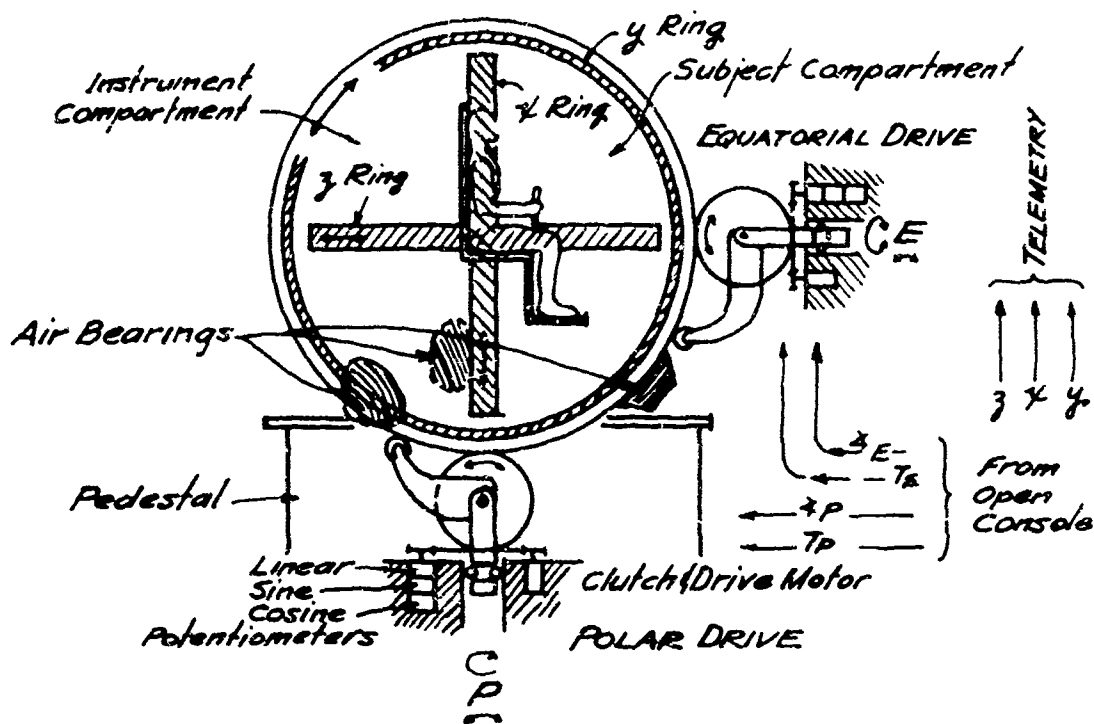 y Ring
Instrument
Compartment
Subject Compartment
x Ring
EQUATORIAL DRIVE
TELEMETRY
z Ring
E
Air Bearings
z x y
E
Pedestal
From
Open
Console
P
TP
Linear
Sine
Cosine
Potentiometers
Clutch & Drive Motor
POLAR DRIVE
P